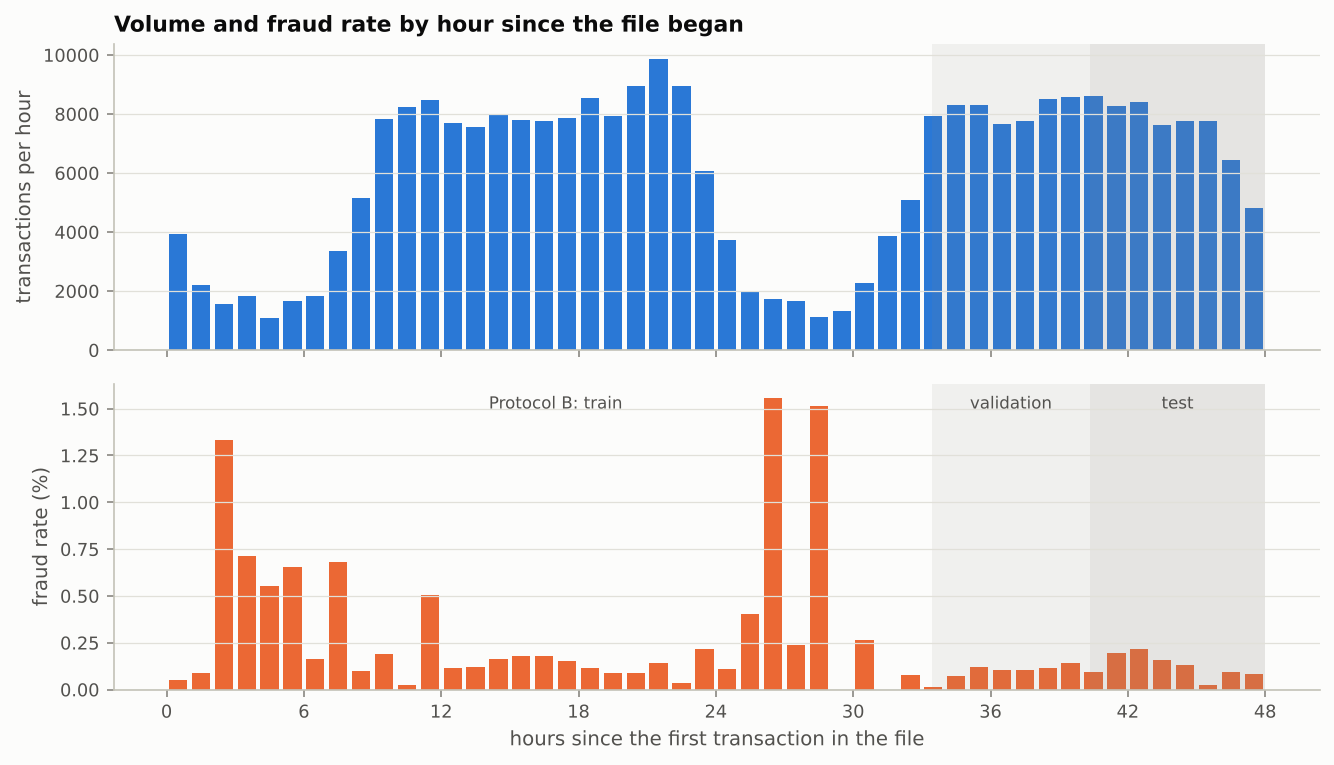 Volume and fraud rate by hour since the file began
transactions per hour
10000
8000
6000
4000
2000
0
fraud rate (%)
Protocol B: train
validation
test
1.50
1.25
1.00
0.75
0.50
0.25
0.00
0 6 12 18 24 30 36 42 48
hours since the first transaction in the file